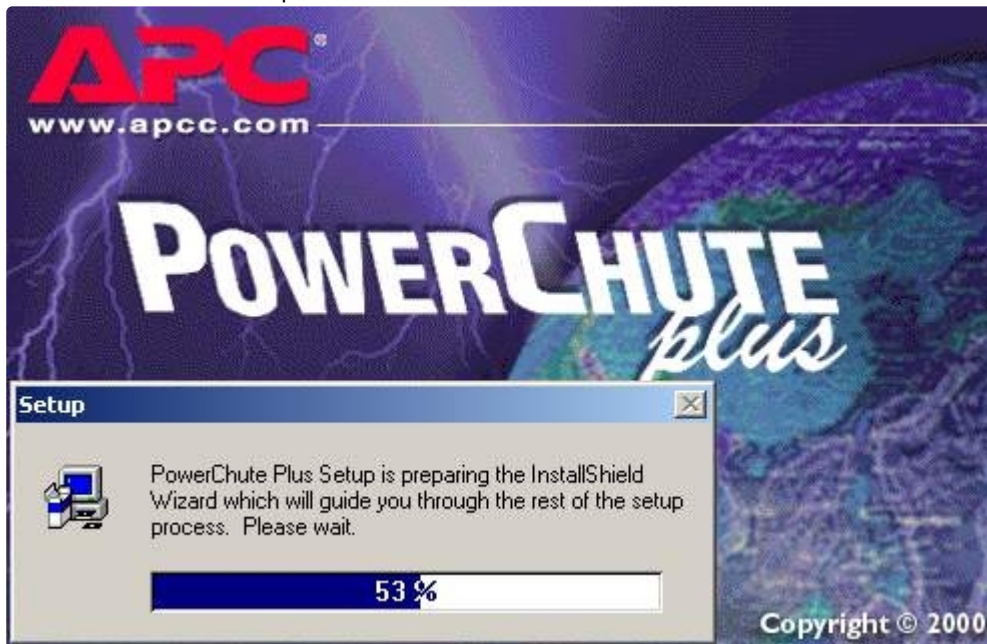 APC®
www.apcc.com
POWERCHUTE
plus
Setup
PowerChute Plus Setup is preparing the InstallShield
Wizard which will guide you through the rest of the setup
process. Please wait.
53 %
Copyright © 2000